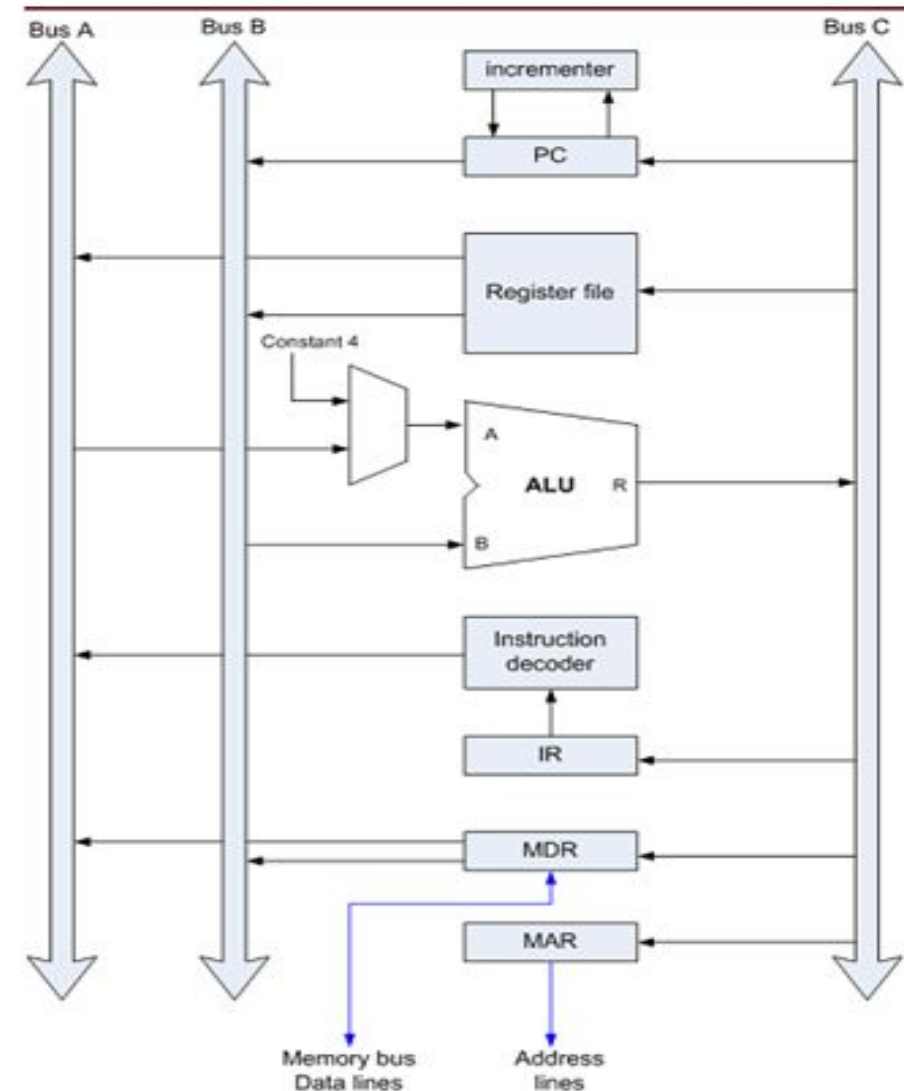 Bus A
Bus B
Bus C
incrementer
PC
Register file
Constant 4
A
ALU
R
B
Instruction
decoder
IR
MDR
MAR
Memory bus
Data lines
Address
lines